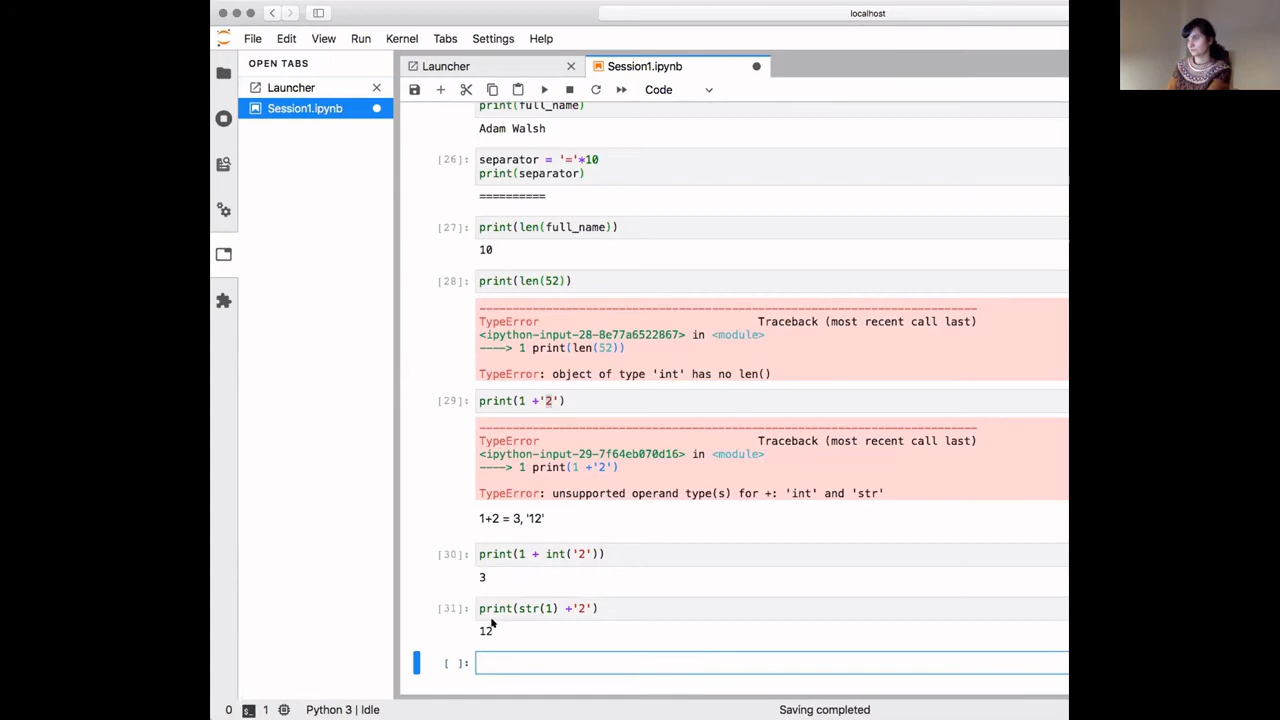 localhost
File Edit View Run Kernel Tabs Settings Help
OPEN TABS
Launcher
Session1.ipynb
Launcher
Session1.ipynb
Code
print(full_name)
Adam Walsh
[26]: separator = '='*10
print(separator)
==========
[27]: print(len(full_name))
10
[28]: print(len(52))
---------------------------------------------------------------------------
TypeError Traceback (most recent call last)
<ipython-input-28-8e77a6522867> in <module>
----> 1 print(len(52))
TypeError: object of type 'int' has no len()
[29]: print(1 +'2')
---------------------------------------------------------------------------
TypeError Traceback (most recent call last)
<ipython-input-29-7f64eb070d16> in <module>
----> 1 print(1 +'2')
TypeError: unsupported operand type(s) for +: 'int' and 'str'
1+2 = 3, '12'
[30]: print(1 + int('2'))
3
[31]: print(str(1) +'2')
12
[ ]:
0 $_ 1 Python 3 | Idle Saving completed